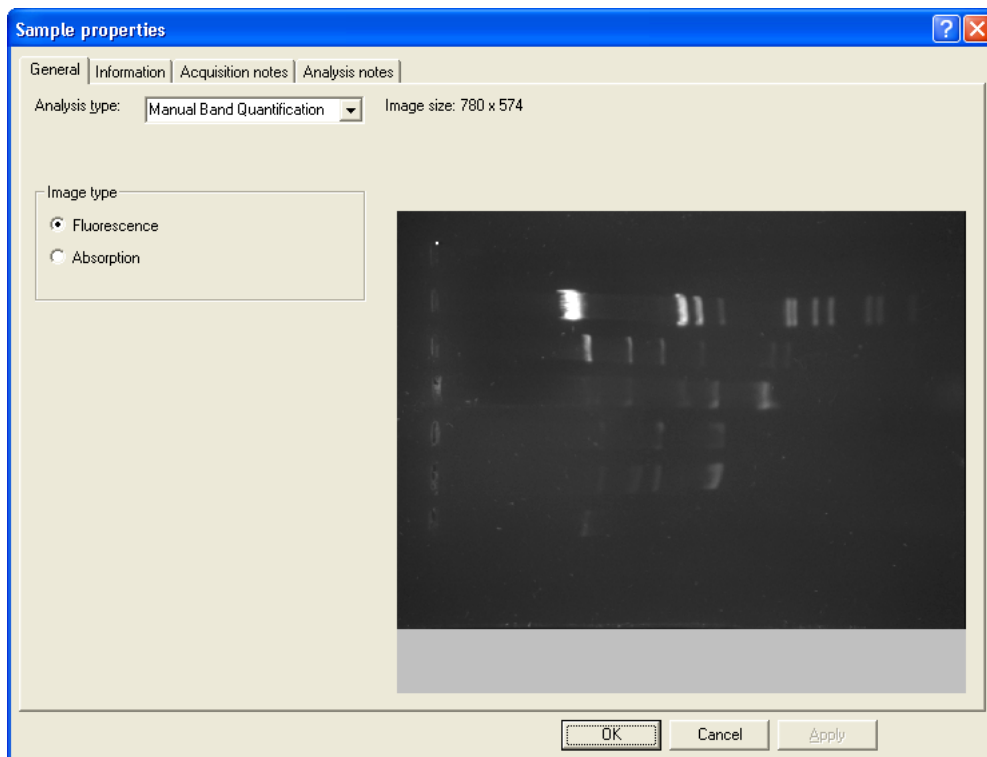 Sample properties
General Information Acquisition notes Analysis notes
Analysis type: Manual Band Quantification Image size: 780 x 574
Image type
Fluorescence
Absorption
OK Cancel Apply